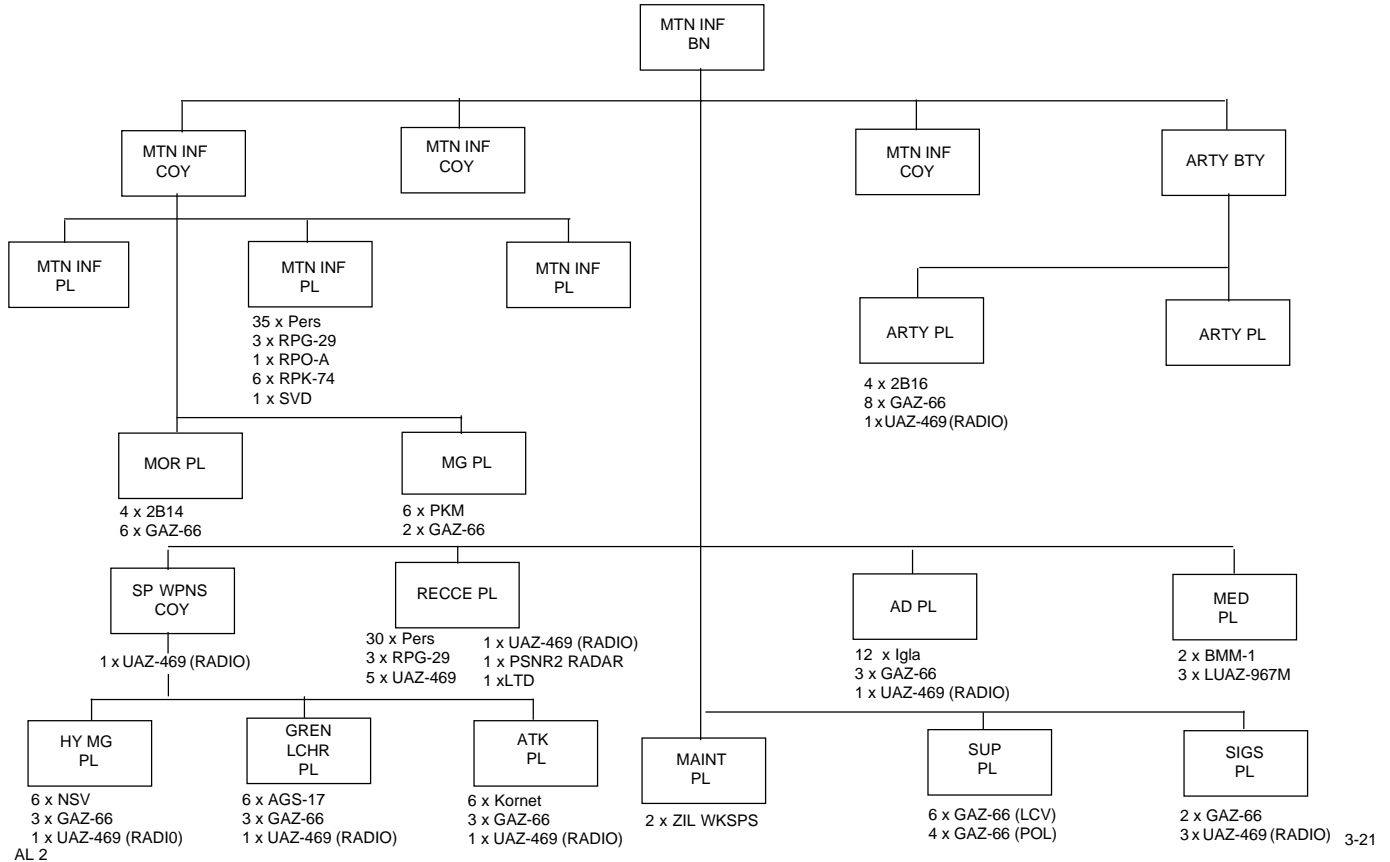 MTN INF
BN
MTN INF
COY
MTN INF
COY
MTN INF
COY
ARTY BTY
MTN INF
PL
MTN INF
PL
MTN INF
PL
35 x Pers
3 x RPG-29
1 x RPO-A
6 x RPK-74
1 x SVD
ARTY PL
ARTY PL
4 x 2B16
8 x GAZ-66
1 x UAZ-469 (RADIO)
MOR PL
MG PL
4 x 2B14
6 x GAZ-66
6 x PKM
2 x GAZ-66
SP WPNS
COY
1 x UAZ-469 (RADIO)
RECCE PL
30 x Pers
3 x RPG-29
5 x UAZ-469
1 x UAZ-469 (RADIO)
1 x PSNR2 RADAR
1 xLTD
AD PL
12 x Igla
3 x GAZ-66
1 x UAZ-469 (RADIO)
MED
PL
2 x BMM-1
3 x LUAZ-967M
HY MG
PL
6 x NSV
3 x GAZ-66
1 x UAZ-469 (RADI0)
GREN
LCHR
PL
6 x AGS-17
3 x GAZ-66
1 x UAZ-469 (RADIO)
ATK
PL
6 x Kornet
3 x GAZ-66
1 x UAZ-469 (RADIO)
MAINT
PL
2 x ZIL WKSPS
SUP
PL
6 x GAZ-66 (LCV)
4 x GAZ-66 (POL)
SIGS
PL
2 x GAZ-66
3 x UAZ-469 (RADIO)
3-21
AL 2